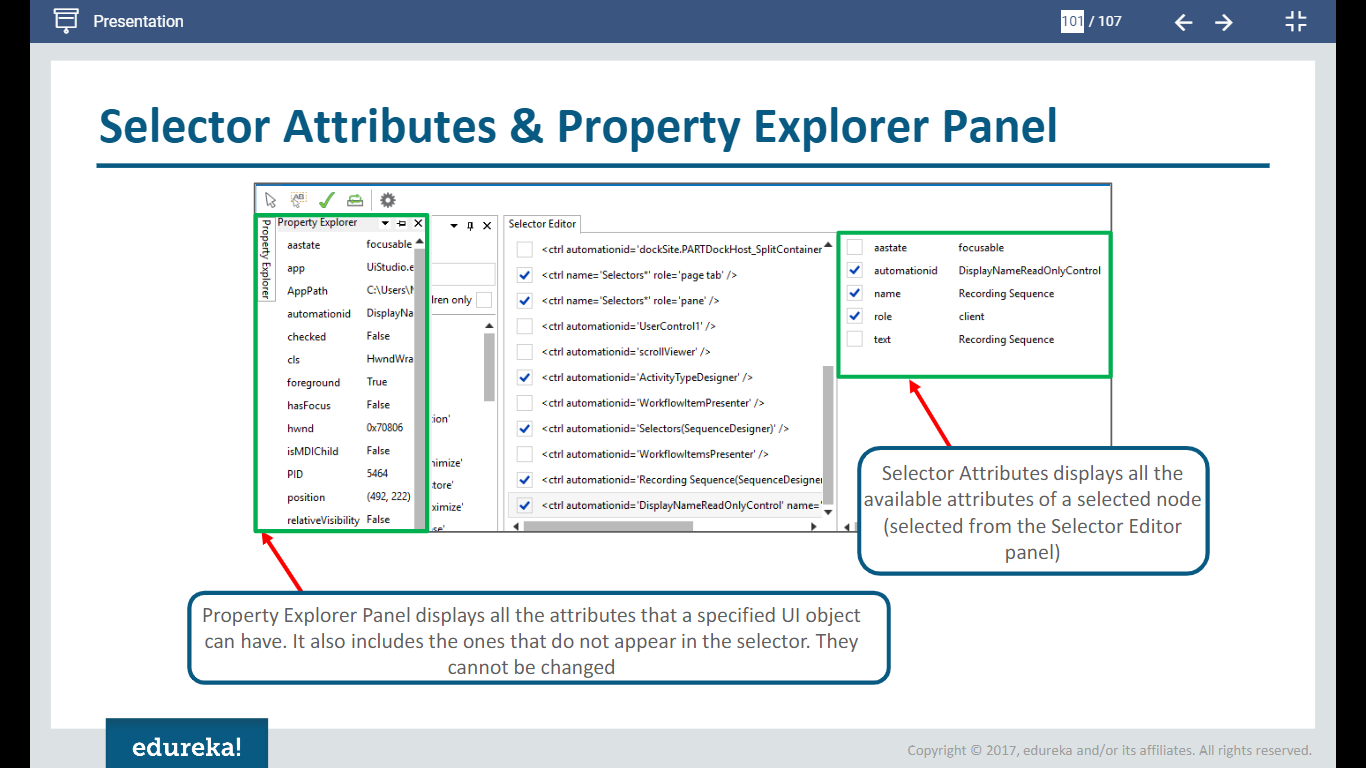 Presentation
101 / 107
Selector Attributes & Property Explorer Panel
Property Explorer
Property Explorer
aastate focusable
app UiStudio.e
AppPath C:\Users\
automationid DisplayNa
checked False
cls HwndWra
foreground True
hasFocus False
hwnd 0x70806
isMDIChild False
PID 5464
position (492, 222)
relativeVisibility False
dren only
tion'
nimize'
tore'
ximize'
se'
Selector Editor
<ctrl automationid='dockSite.PARTDockHost_SplitContainer
<ctrl name='Selectors*' role='page tab' />
<ctrl name='Selectors*' role='pane' />
<ctrl automationid='UserControl1' />
<ctrl automationid='scrollViewer' />
<ctrl automationid='ActivityTypeDesigner' />
<ctrl automationid='WorkflowItemPresenter' />
<ctrl automationid='Selectors(SequenceDesigner)' />
<ctrl automationid='WorkflowItemsPresenter' />
<ctrl automationid='Recording Sequence(SequenceDesigner
<ctrl automationid='DisplayNameReadOnlyControl' name='
aastate focusable
automationid DisplayNameReadOnlyControl
name Recording Sequence
role client
text Recording Sequence
Selector Attributes displays all the
available attributes of a selected node
(selected from the Selector Editor
panel)
Property Explorer Panel displays all the attributes that a specified UI object
can have. It also includes the ones that do not appear in the selector. They
cannot be changed
edureka!
Copyright © 2017, edureka and/or its affiliates. All rights reserved.